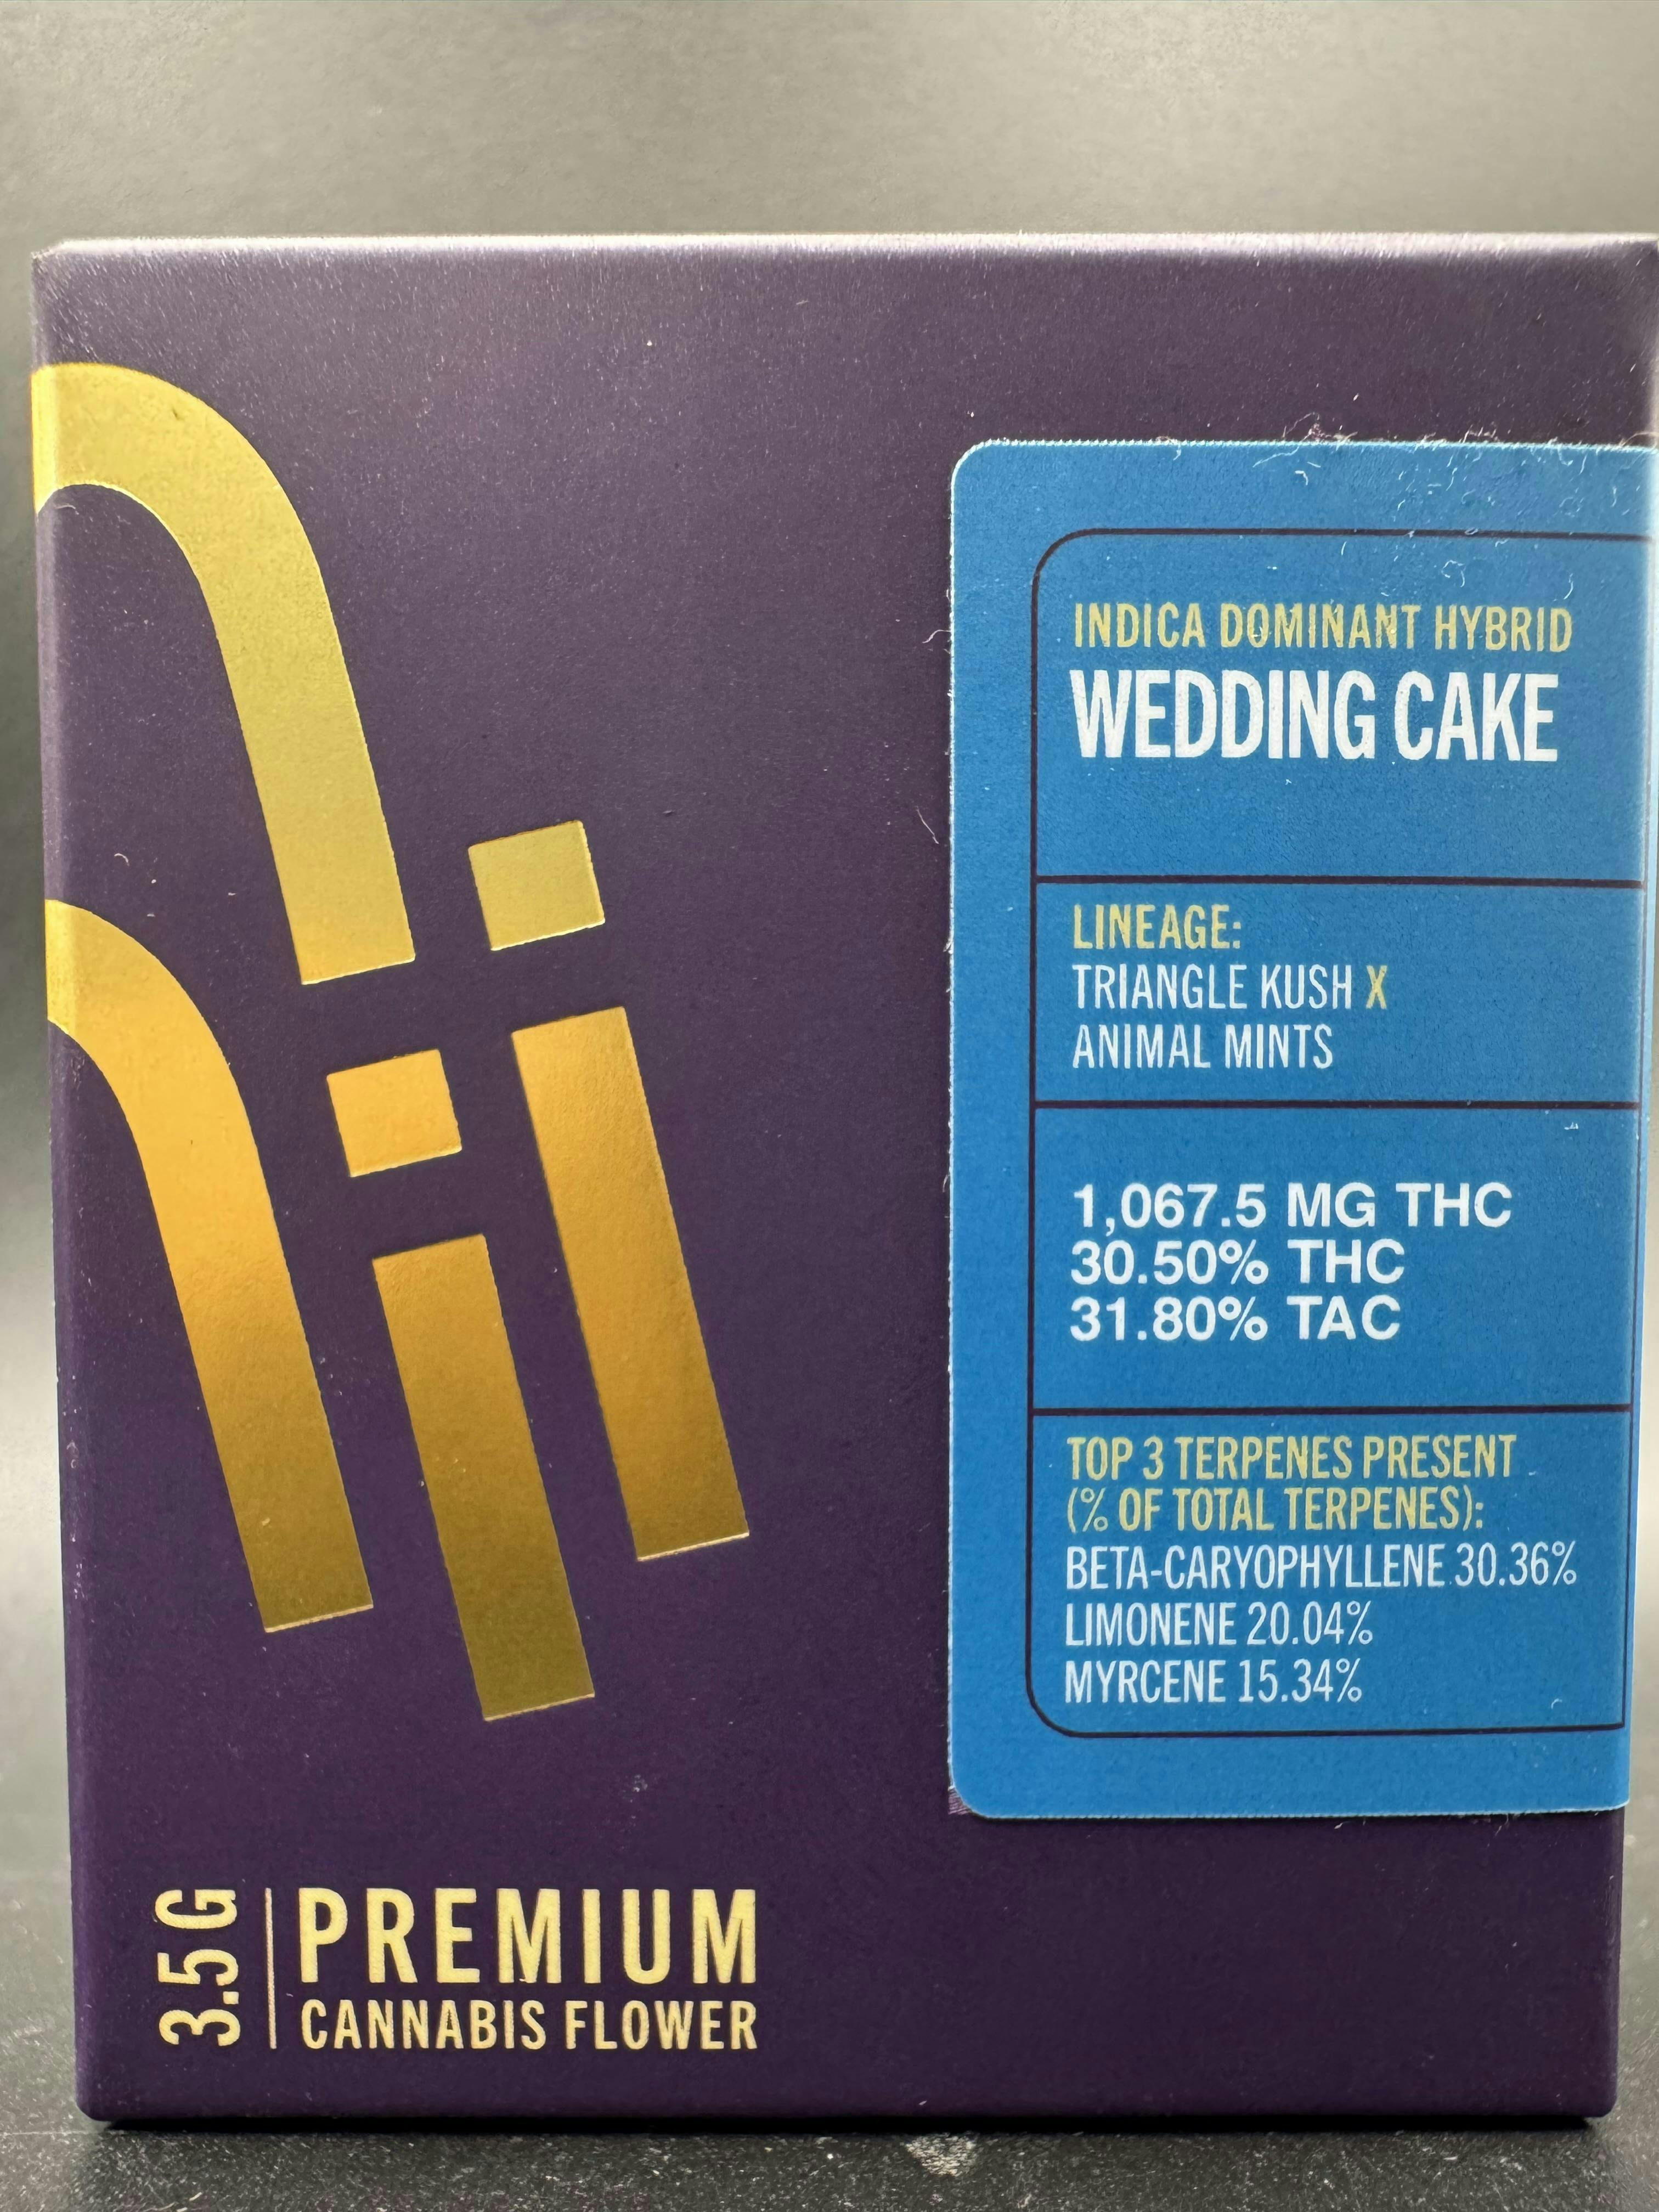 INDICA DOMINANT HYBRID
WEDDING CAKE
LINEAGE:
TRIANGLE KUSH X
ANIMAL MINTS
1,067.5 MG THC
30.50% THC
31.80% TAC
TOP 3 TERPENES PRESENT
(% OF TOTAL TERPENES):
BETA-CARYOPHYLLENE 30.36%
LIMONENE 20.04%
MYRCENE 15.34%
3.5G
PREMIUM
CANNABIS FLOWER